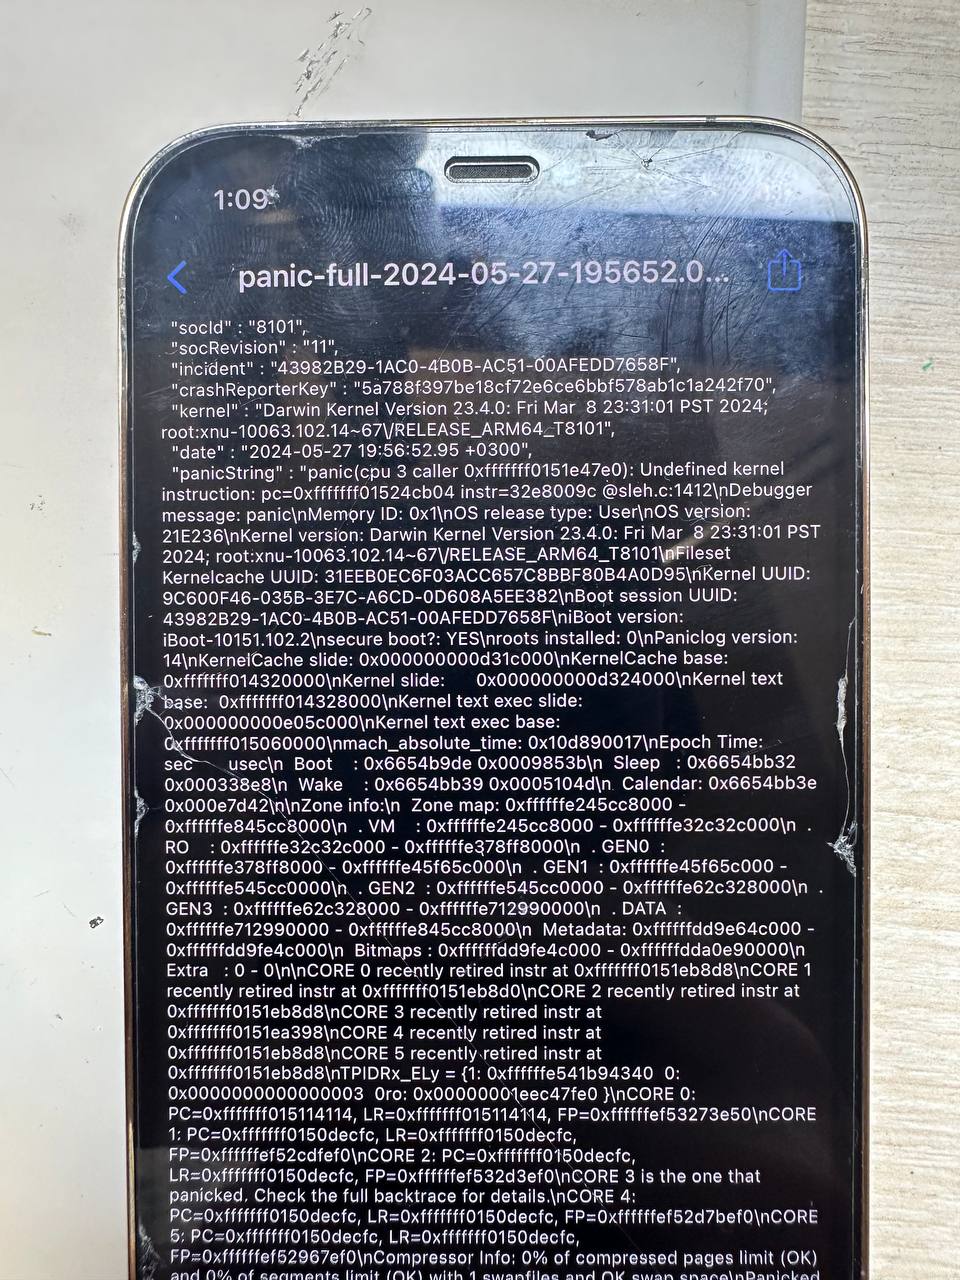 1:09
panic-full-2024-05-27-195652.0...
"socId" : "8101",
"socRevision" : "11",
"incident" : "43982B29-1AC0-4B0B-AC51-00AFEDD7658F",
"crashReporterKey" : "5a788f397be18cf72e6ce6bbf578ab1c1a242f70",
"kernel" : "Darwin Kernel Version 23.4.0: Fri Mar  8 23:31:01 PST 2024;
root:xnu-10063.102.14~67\/RELEASE_ARM64_T8101",
"date" : "2024-05-27 19:56:52.95 +0300",
"panicString" : "panic(cpu 3 caller 0xfffffff0151e47e0): Undefined kernel
instruction: pc=0xfffffff01524cb04 instr=32e8009c @sleh.c:1412\nDebugger
message: panic\nMemory ID: 0x1\nOS release type: User\nOS version:
21E236\nKernel version: Darwin Kernel Version 23.4.0: Fri Mar  8 23:31:01 PST
2024; root:xnu-10063.102.14~67\/RELEASE_ARM64_T8101\nFileset
Kernelcache UUID: 31EEB0EC6F03ACC657C8BBF80B4A0D95\nKernel UUID:
9C600F46-035B-3E7C-A6CD-0D608A5EE382\nBoot session UUID:
43982B29-1AC0-4B0B-AC51-00AFEDD7658F\niBoot version:
iBoot-10151.102.2\nsecure boot?: YES\nroots installed: 0\nPaniclog version:
14\nKernelCache slide: 0x000000000d31c000\nKernelCache base:
0xfffffff014320000\nKernel slide:      0x000000000d324000\nKernel text
base:  0xfffffff014328000\nKernel text exec slide:
0x000000000e05c000\nKernel text exec base:
0xfffffff015060000\nmach_absolute_time: 0x10d890017\nEpoch Time:
sec       usec\n  Boot    : 0x6654b9de 0x0009853b\n  Sleep   : 0x6654bb32
0x000338e8\n  Wake    : 0x6654bb39 0x0005104d\n  Calendar: 0x6654bb3e
0x000e7d42\n\nZone info:\n  Zone map: 0xffffffe245cc8000 -
0xffffffe845cc8000\n  . VM    : 0xffffffe245cc8000 - 0xffffffe32c32c000\n  .
RO    : 0xffffffe32c32c000 - 0xffffffe378ff8000\n  . GEN0  :
0xffffffe378ff8000 - 0xffffffe45f65c000\n  . GEN1  : 0xffffffe45f65c000 -
0xffffffe545cc0000\n  . GEN2  : 0xffffffe545cc0000 - 0xffffffe62c328000\n  .
GEN3  : 0xffffffe62c328000 - 0xffffffe712990000\n  . DATA  :
0xffffffe712990000 - 0xffffffe845cc8000\n  Metadata: 0xffffffdd9e64c000 -
0xffffffdd9fe4c000\n  Bitmaps : 0xffffffdd9fe4c000 - 0xffffffdda0e90000\n
Extra   : 0 - 0\n\nCORE 0 recently retired instr at 0xfffffff0151eb8d8\nCORE 1
recently retired instr at 0xfffffff0151eb8d0\nCORE 2 recently retired instr at
0xfffffff0151eb8d8\nCORE 3 recently retired instr at
0xfffffff0151ea398\nCORE 4 recently retired instr at
0xfffffff0151eb8d8\nCORE 5 recently retired instr at
0xfffffff0151eb8d8\nTPIDRx_ELy = {1: 0xffffffe541b94340  0:
0x0000000000000003  0ro: 0x00000001eec47fe0 }\nCORE 0:
PC=0xfffffff015114114, LR=0xfffffff015114114, FP=0xffffffef53273e50\nCORE
1: PC=0xfffffff0150decfc, LR=0xfffffff0150decfc,
FP=0xffffffef52cdfef0\nCORE 2: PC=0xfffffff0150decfc,
LR=0xfffffff0150decfc, FP=0xffffffef532d3ef0\nCORE 3 is the one that
panicked. Check the full backtrace for details.\nCORE 4:
PC=0xfffffff0150decfc, LR=0xfffffff0150decfc, FP=0xffffffef52d7bef0\nCORE
5: PC=0xfffffff0150decfc, LR=0xfffffff0150decfc,
FP=0xffffffef52967ef0\nCompressor Info: 0% of compressed pages limit (OK)
and 0% of segments limit (OK) with 1 swapfiles and OK swap space\nPanicked